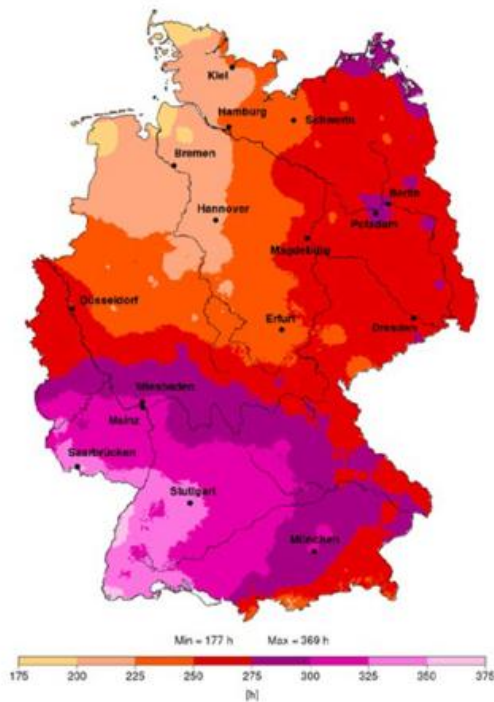 Kiel
Hamburg
Schwerin
Bremen
Berlin
Hannover
Potsdam
Magdeburg
Düsseldorf
Erfurt
Dresden
Wiesbaden
Mainz
Saarbrücken
Stuttgart
München
Min = 177 h Max = 369 h
175 200 225 250 275 300 325 350 375
[h]